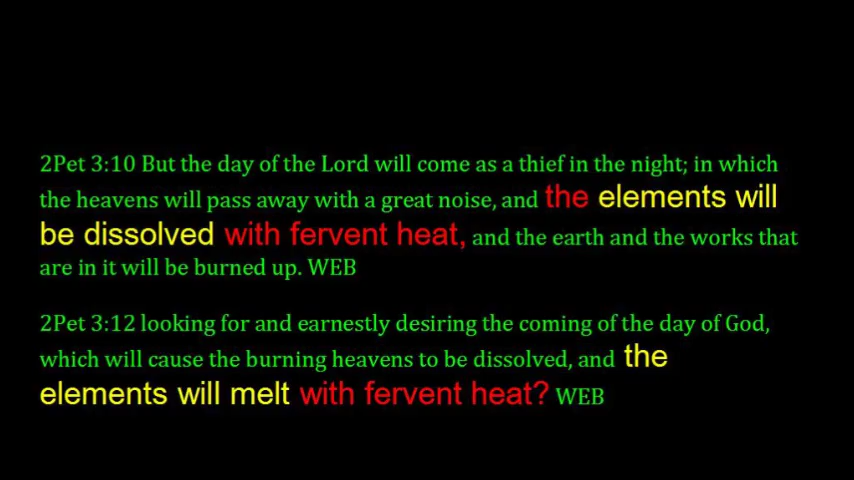 2Pet 3:10 But the day of the Lord will come as a thief in the night; in which
the heavens will pass away with a great noise, and the elements will
be dissolved with fervent heat, and the earth and the works that
are in it will be burned up. WEB
2Pet 3:12 looking for and earnestly desiring the coming of the day of God,
which will cause the burning heavens to be dissolved, and the
elements will melt with fervent heat? WEB